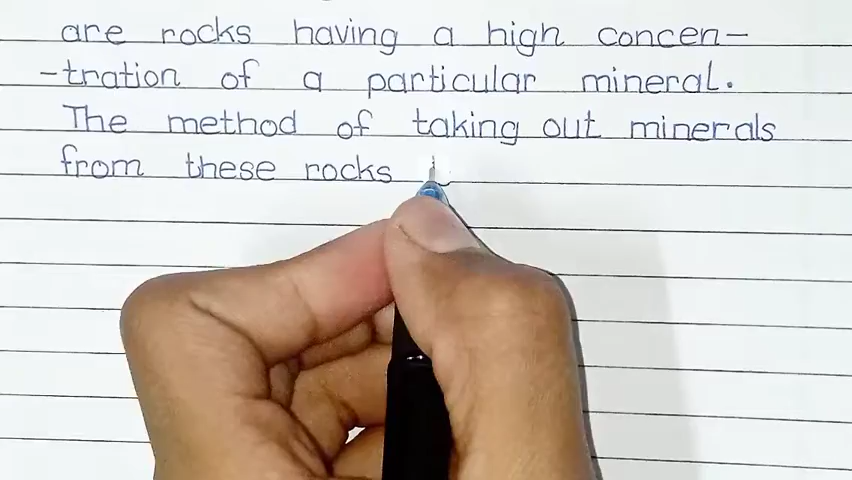 are rocks having a high concen-
-tration of a particular mineral.
The method of taking out minerals
from these rocks